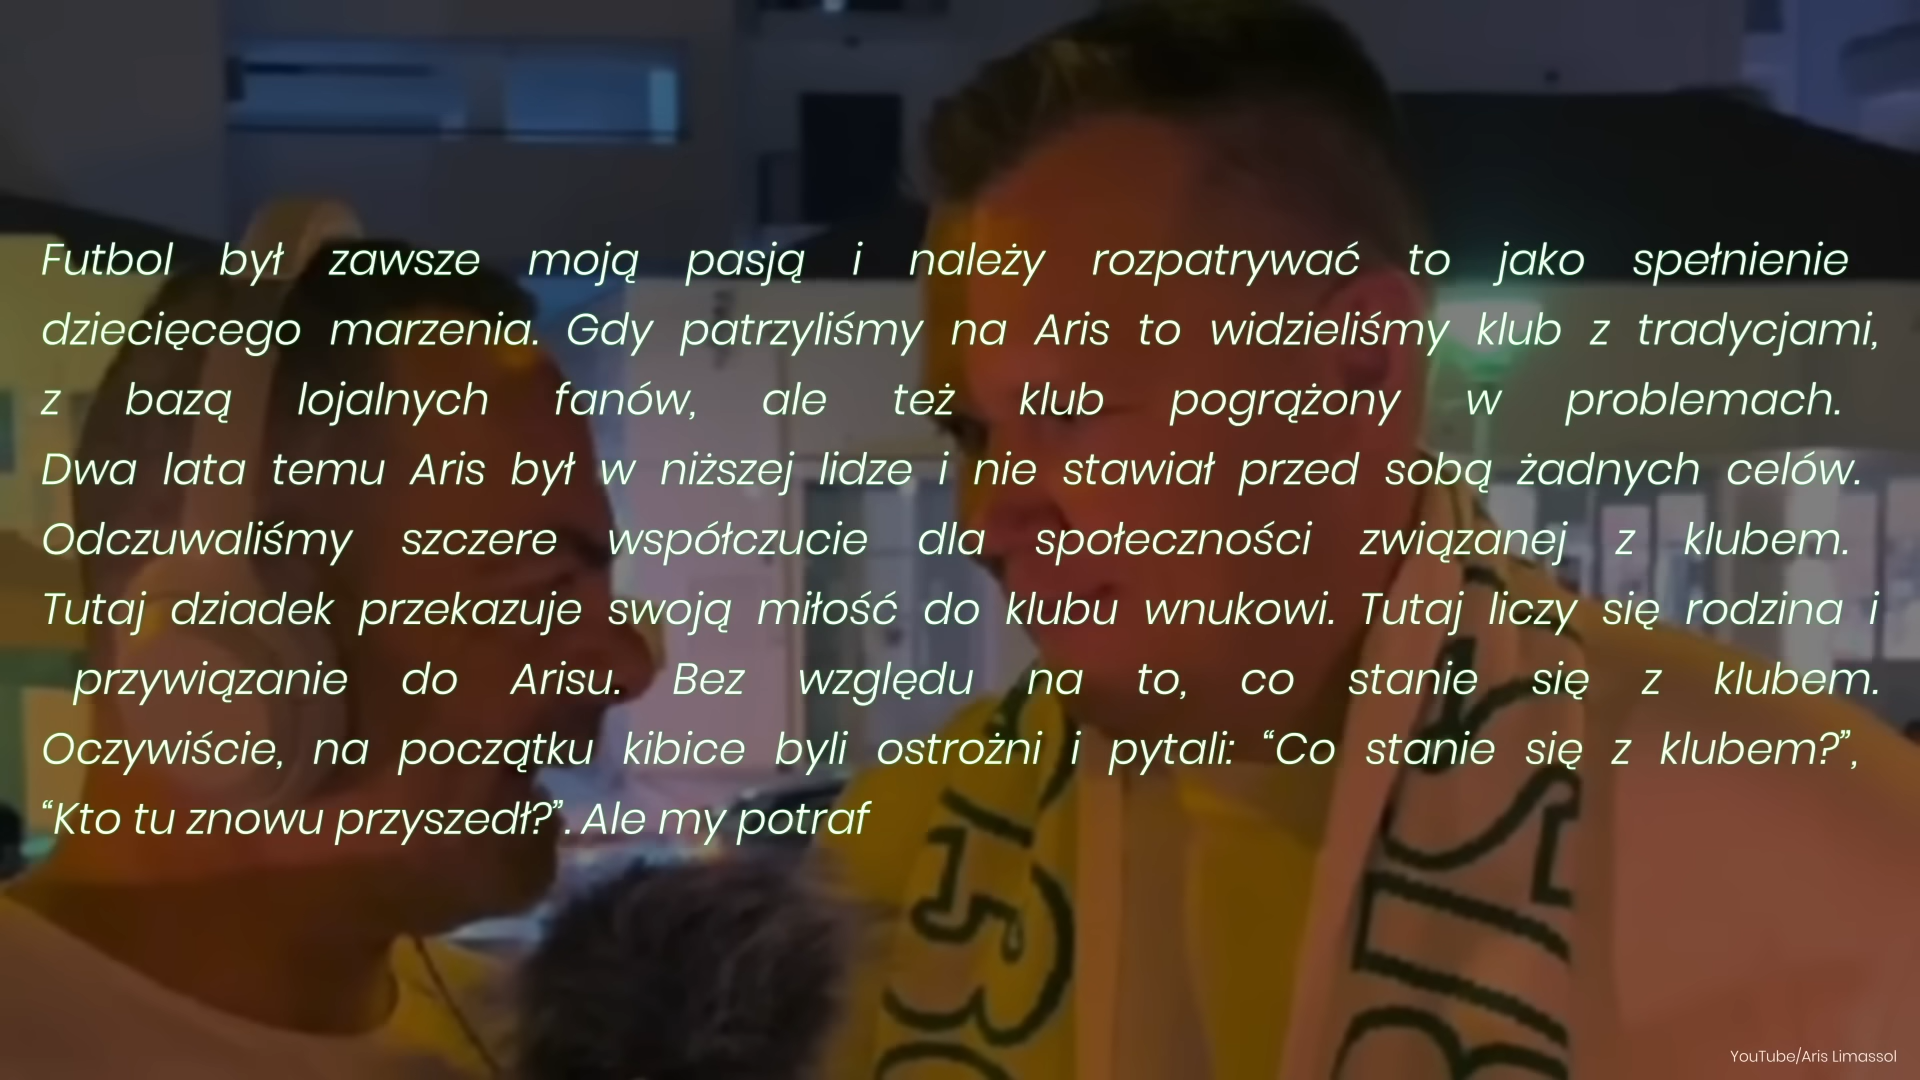 Futbol był zawsze moją pasją i należy rozpatrywać to jako spełnienie
dziecięcego marzenia. Gdy patrzyliśmy na Aris to widzieliśmy klub z tradycjami,
z bazą lojalnych fanów, ale też klub pogrążony w problemach.
Dwa lata temu Aris był w niższej lidze i nie stawiał przed sobą żadnych celów.
Odczuwaliśmy szczere współczucie dla społeczności związanej z klubem.
Tutaj dziadek przekazuje swoją miłość do klubu wnukowi. Tutaj liczy się rodzina i
przywiązanie do Arisu. Bez względu na to, co stanie się z klubem.
Oczywiście, na początku kibice byli ostrożni i pytali: “Co stanie się z klubem?”,
“Kto tu znowu przyszedł?”. Ale my potraf
YouTube/Aris Limassol